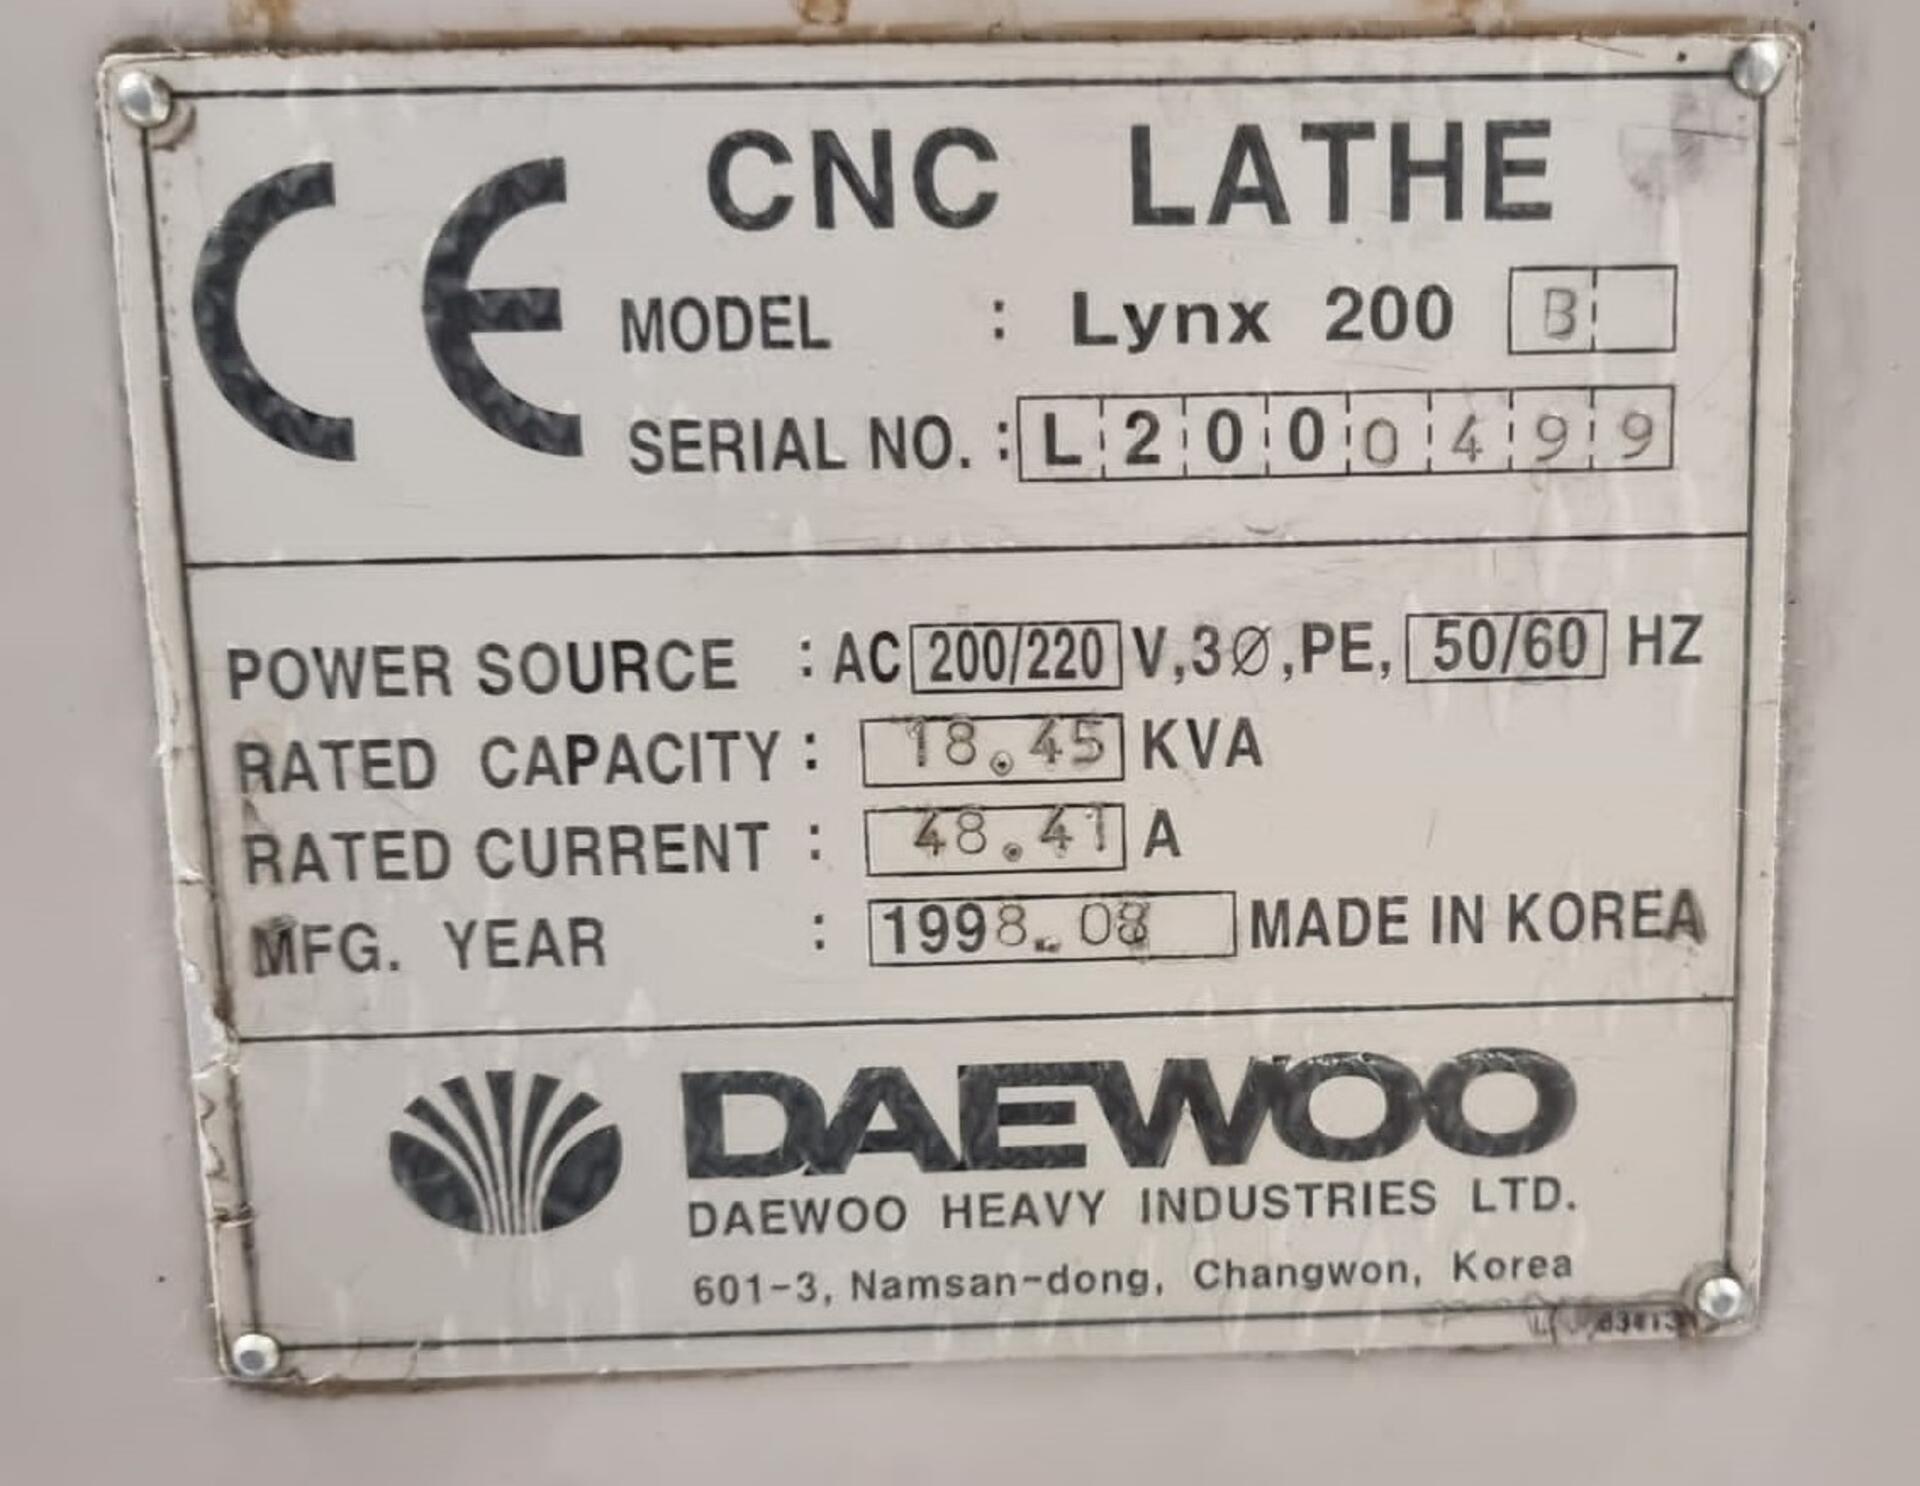 CE CNC LATHE
MODEL : Lynx 200 B
SERIAL NO. : L2000499
POWER SOURCE : AC 200/220 V, 3Ø, PE, 50/60 HZ
RATED CAPACITY : 18.45 KVA
RATED CURRENT : 48.41 A
MFG. YEAR : 1998.08 MADE IN KOREA
DAEWOO
DAEWOO HEAVY INDUSTRIES LTD.
601-3, Namsan-dong, Changwon, Korea